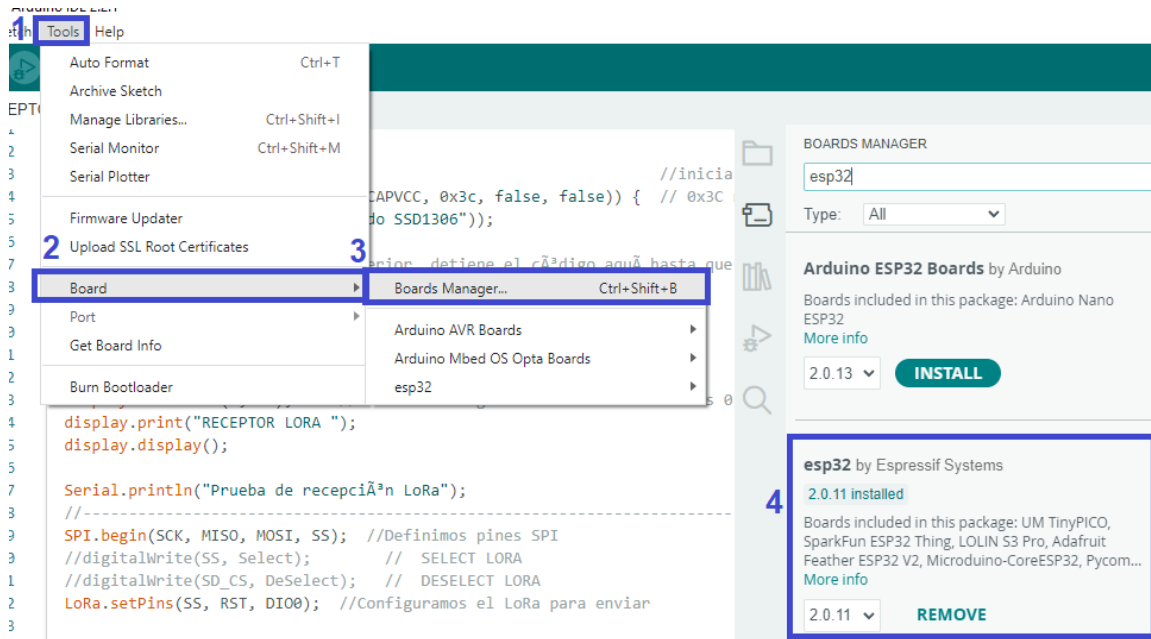 Arduino IDE 2.2.1
1
etch Tools Help
Auto Format Ctrl+T
Archive Sketch
Manage Libraries... Ctrl+Shift+I
Serial Monitor Ctrl+Shift+M
Serial Plotter
Firmware Updater
2 Upload SSL Root Certificates
3
Board
Port
Get Board Info
Burn Bootloader
Boards Manager... Ctrl+Shift+B
Arduino AVR Boards
Arduino Mbed OS Opta Boards
esp32
EPTO
//inicia
CAPVCC, 0x3c, false, false)) { // 0x3C
do SSD1306"));
erior, detiene el cÃ³digo aquÃ­ hasta que
s 0
display.print("RECEPTOR LORA ");
display.display();
Serial.println("Prueba de recepciÃ³n LoRa");
//----------------------------------------------------------------------
SPI.begin(SCK, MISO, MOSI, SS); //Definimos pines SPI
//digitalWrite(SS, Select); // SELECT LORA
//digitalWrite(SD_CS, DeSelect); // DESELECT LORA
LoRa.setPins(SS, RST, DIO0); //Configuramos el LoRa para enviar
BOARDS MANAGER
esp32
Type: All
Arduino ESP32 Boards by Arduino
Boards included in this package: Arduino Nano
ESP32
More info
2.0.13 INSTALL
4
esp32 by Espressif Systems
2.0.11 installed
Boards included in this package: UM TinyPICO,
SparkFun ESP32 Thing, LOLIN S3 Pro, Adafruit
Feather ESP32 V2, Microduino-CoreESP32, Pycom...
More info
2.0.11 REMOVE